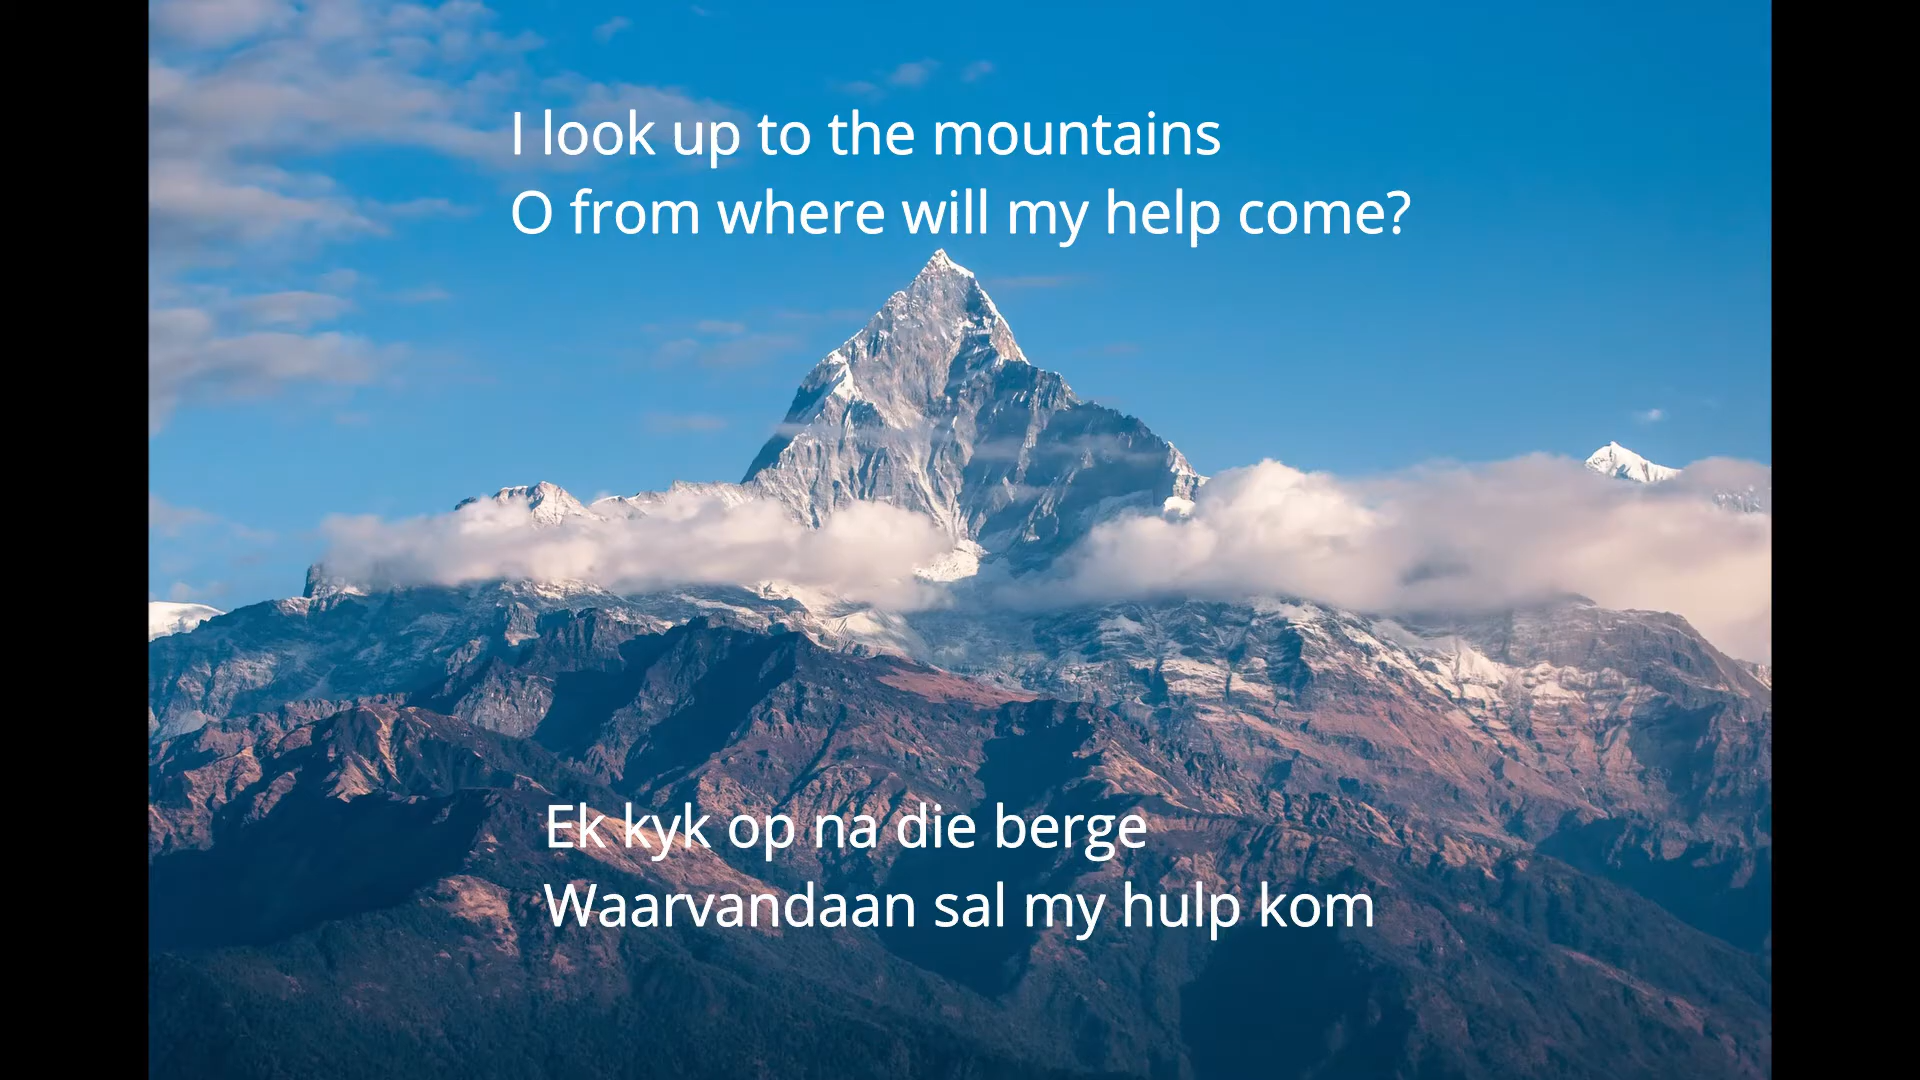 I look up to the mountains
O from where will my help come?
Ek kyk op na die berge
Waarvandaan sal my hulp kom